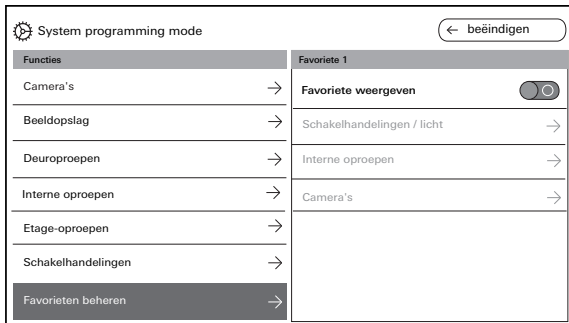 System programming mode
← beëindigen
Functies
Camera's
Beeldopslag
Deuroproepen
Interne oproepen
Etage-oproepen
Schakelhandelingen
Favorieten beheren
Favoriete 1
Favoriete weergeven
Schakelhandelingen / licht
Interne oproepen
Camera's